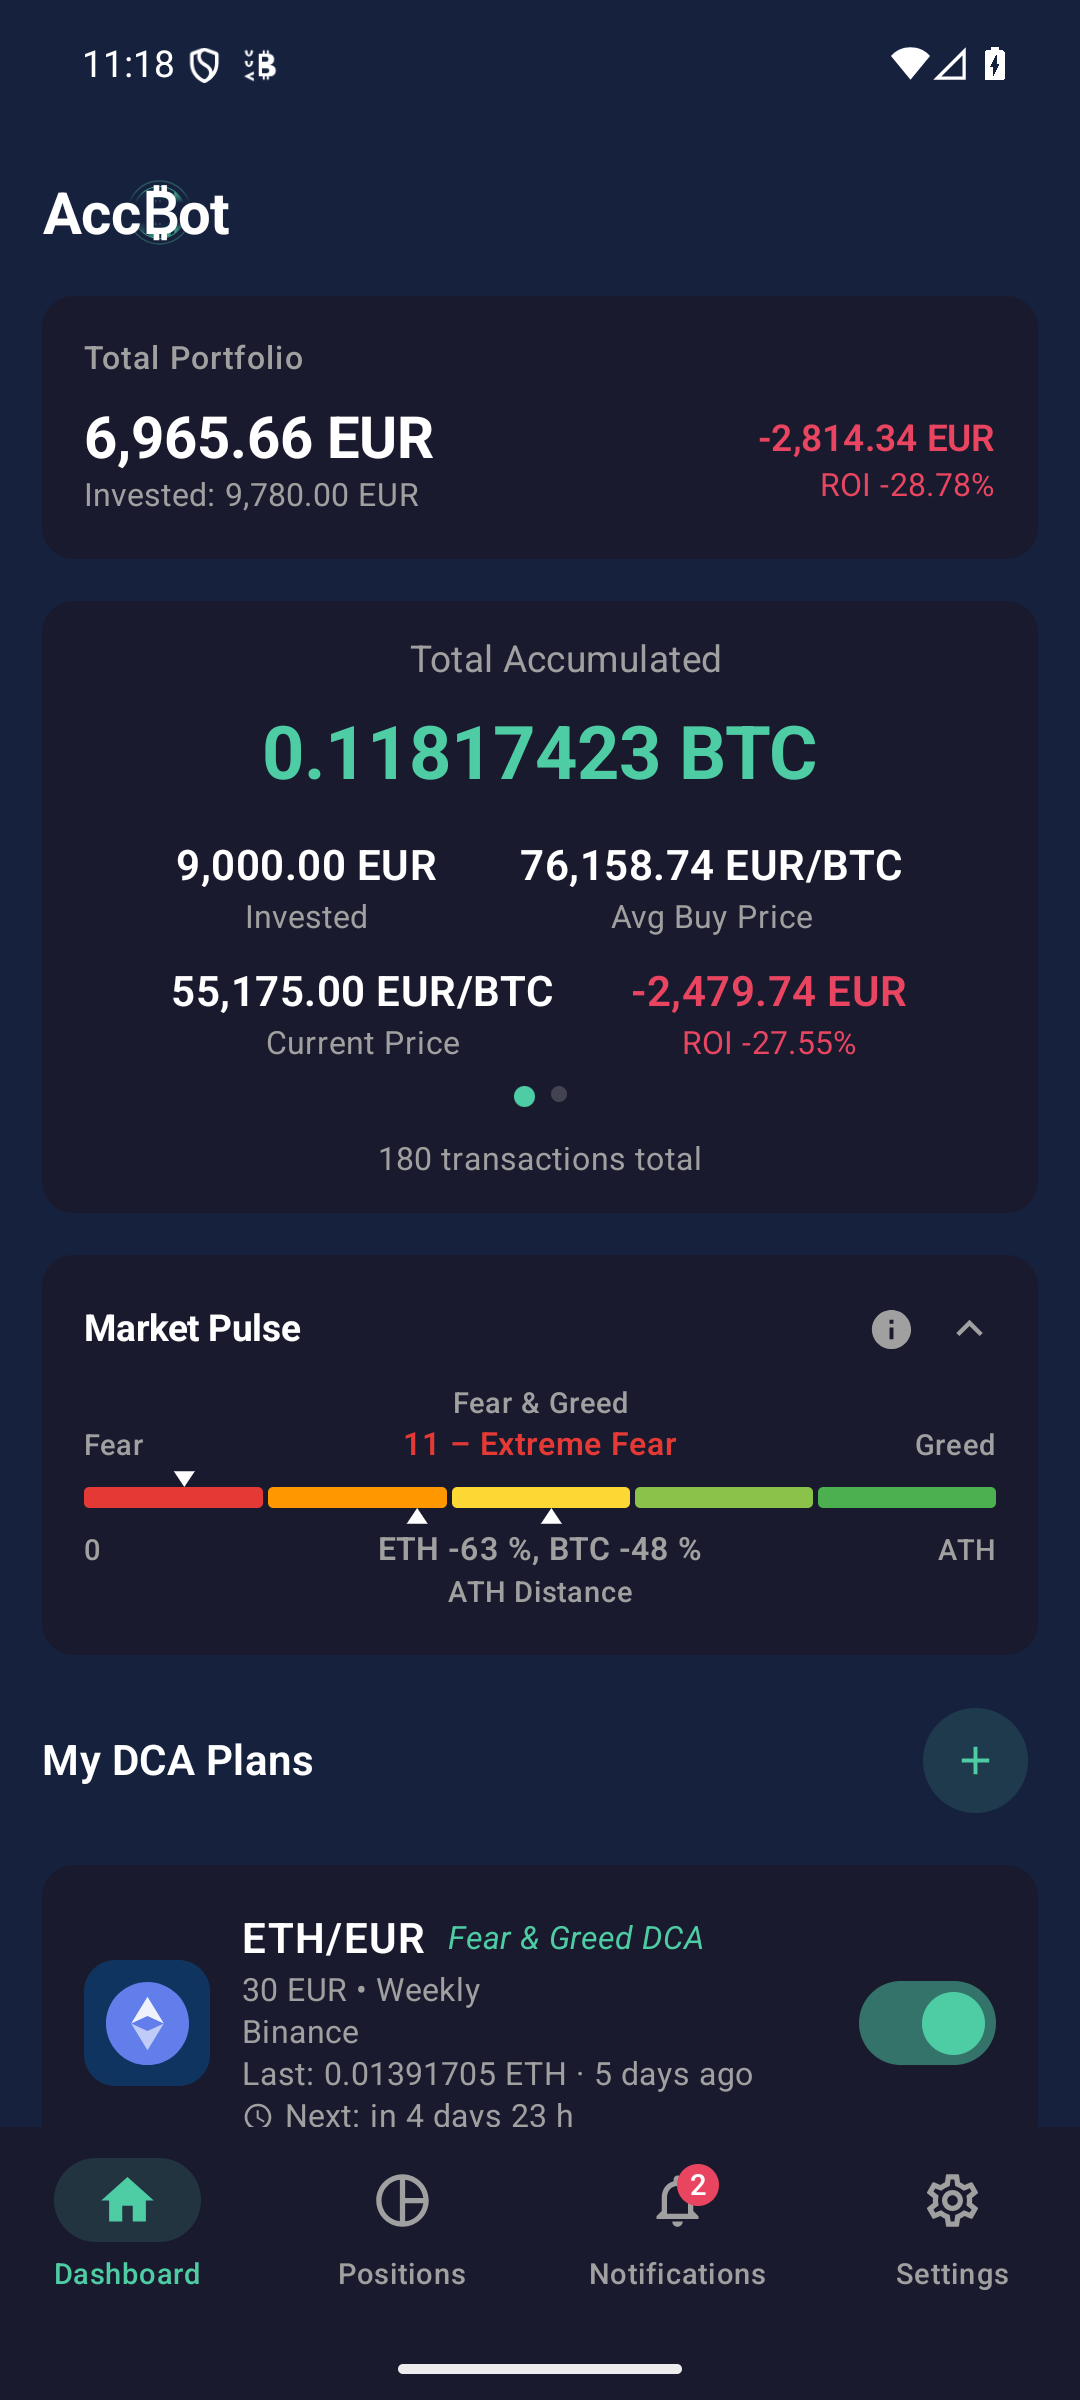 11:18
AccBot
Total Portfolio
6,965.66 EUR
-2,814.34 EUR
Invested: 9,780.00 EUR
ROI -28.78%
Total Accumulated
0.11817423 BTC
9,000.00 EUR
76,158.74 EUR/BTC
Invested
Avg Buy Price
55,175.00 EUR/BTC
-2,479.74 EUR
Current Price
ROI -27.55%
180 transactions total
Market Pulse
Fear & Greed
Fear
11 – Extreme Fear
Greed
0
ETH -63 %, BTC -48 %
ATH
ATH Distance
My DCA Plans
ETH/EUR Fear & Greed DCA
30 EUR • Weekly
Binance
Last: 0.01391705 ETH · 5 days ago
Next: in 4 days 23 h
2
Dashboard
Positions
Notifications
Settings